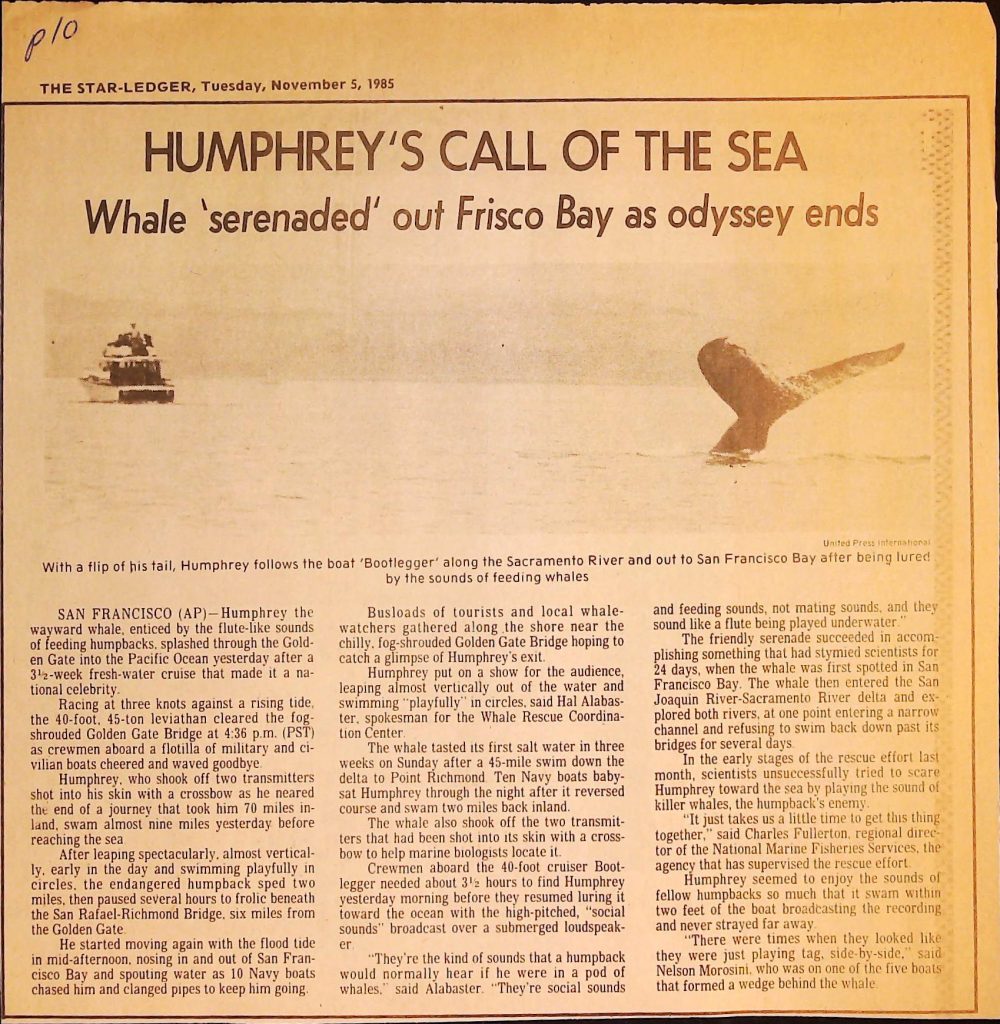 p10
THE STAR-LEDGER, Tuesday, November 5, 1985
HUMPHREY'S CALL OF THE SEA
Whale 'serenaded' out Frisco Bay as odyssey ends
United Press International
With a flip of his tail, Humphrey follows the boat 'Bootlegger' along the Sacramento River and out to San Francisco Bay after being lured
by the sounds of feeding whales
SAN FRANCISCO (AP)—Humphrey the
wayward whale, enticed by the flute-like sounds
of feeding humpbacks, splashed through the Gold-
en Gate into the Pacific Ocean yesterday after a
3½-week fresh-water cruise that made it a na-
tional celebrity.
Racing at three knots against a rising tide,
the 40-foot, 45-ton leviathan cleared the fog-
shrouded Golden Gate Bridge at 4:36 p.m. (PST)
as crewmen aboard a flotilla of military and ci-
vilian boats cheered and waved goodbye.
Humphrey, who shook off two transmitters
shot into his skin with a crossbow as he neared
the end of a journey that took him 70 miles in-
land, swam almost nine miles yesterday before
reaching the sea.
After leaping spectacularly, almost vertical-
ly, early in the day and swimming playfully in
circles, the endangered humpback sped two
miles, then paused several hours to frolic beneath
the San Rafael-Richmond Bridge, six miles from
the Golden Gate.
He started moving again with the flood tide
in mid-afternoon, nosing in and out of San Fran-
cisco Bay and spouting water as 10 Navy boats
chased him and clanged pipes to keep him going.
Busloads of tourists and local whale-
watchers gathered along the shore near the
chilly, fog-shrouded Golden Gate Bridge hoping to
catch a glimpse of Humphrey's exit.
Humphrey put on a show for the audience,
leaping almost vertically out of the water and
swimming "playfully" in circles, said Hal Alabas-
ter, spokesman for the Whale Rescue Coordina-
tion Center.
The whale tasted its first salt water in three
weeks on Sunday after a 45-mile swim down the
delta to Point Richmond. Ten Navy boats baby-
sat Humphrey through the night after it reversed
course and swam two miles back inland.
The whale also shook off the two transmit-
ters that had been shot into its skin with a cross-
bow to help marine biologists locate it.
Crewmen aboard the 40-foot cruiser Boot-
legger needed about 3½ hours to find Humphrey
yesterday morning before they resumed luring it
toward the ocean with the high-pitched, "social
sounds" broadcast over a submerged loudspeak-
er.
"They're the kind of sounds that a humpback
would normally hear if he were in a pod of
whales," said Alabaster. "They're social sounds
and feeding sounds, not mating sounds, and they
sound like a flute being played underwater."
The friendly serenade succeeded in accom-
plishing something that had stymied scientists for
24 days, when the whale was first spotted in San
Francisco Bay. The whale then entered the San
Joaquin River-Sacramento River delta and ex-
plored both rivers, at one point entering a narrow
channel and refusing to swim back down past its
bridges for several days.
In the early stages of the rescue effort last
month, scientists unsuccessfully tried to scare
Humphrey toward the sea by playing the sound of
killer whales, the humpback's enemy.
"It just takes us a little time to get this thing
together," said Charles Fullerton, regional direc-
tor of the National Marine Fisheries Services, the
agency that has supervised the rescue effort.
Humphrey seemed to enjoy the sounds of
fellow humpbacks so much that it swam within
two feet of the boat broadcasting the recording
and never strayed far away.
"There were times when they looked like
they were just playing tag, side-by-side," said
Nelson Morosini, who was on one of the five boats
that formed a wedge behind the whale.